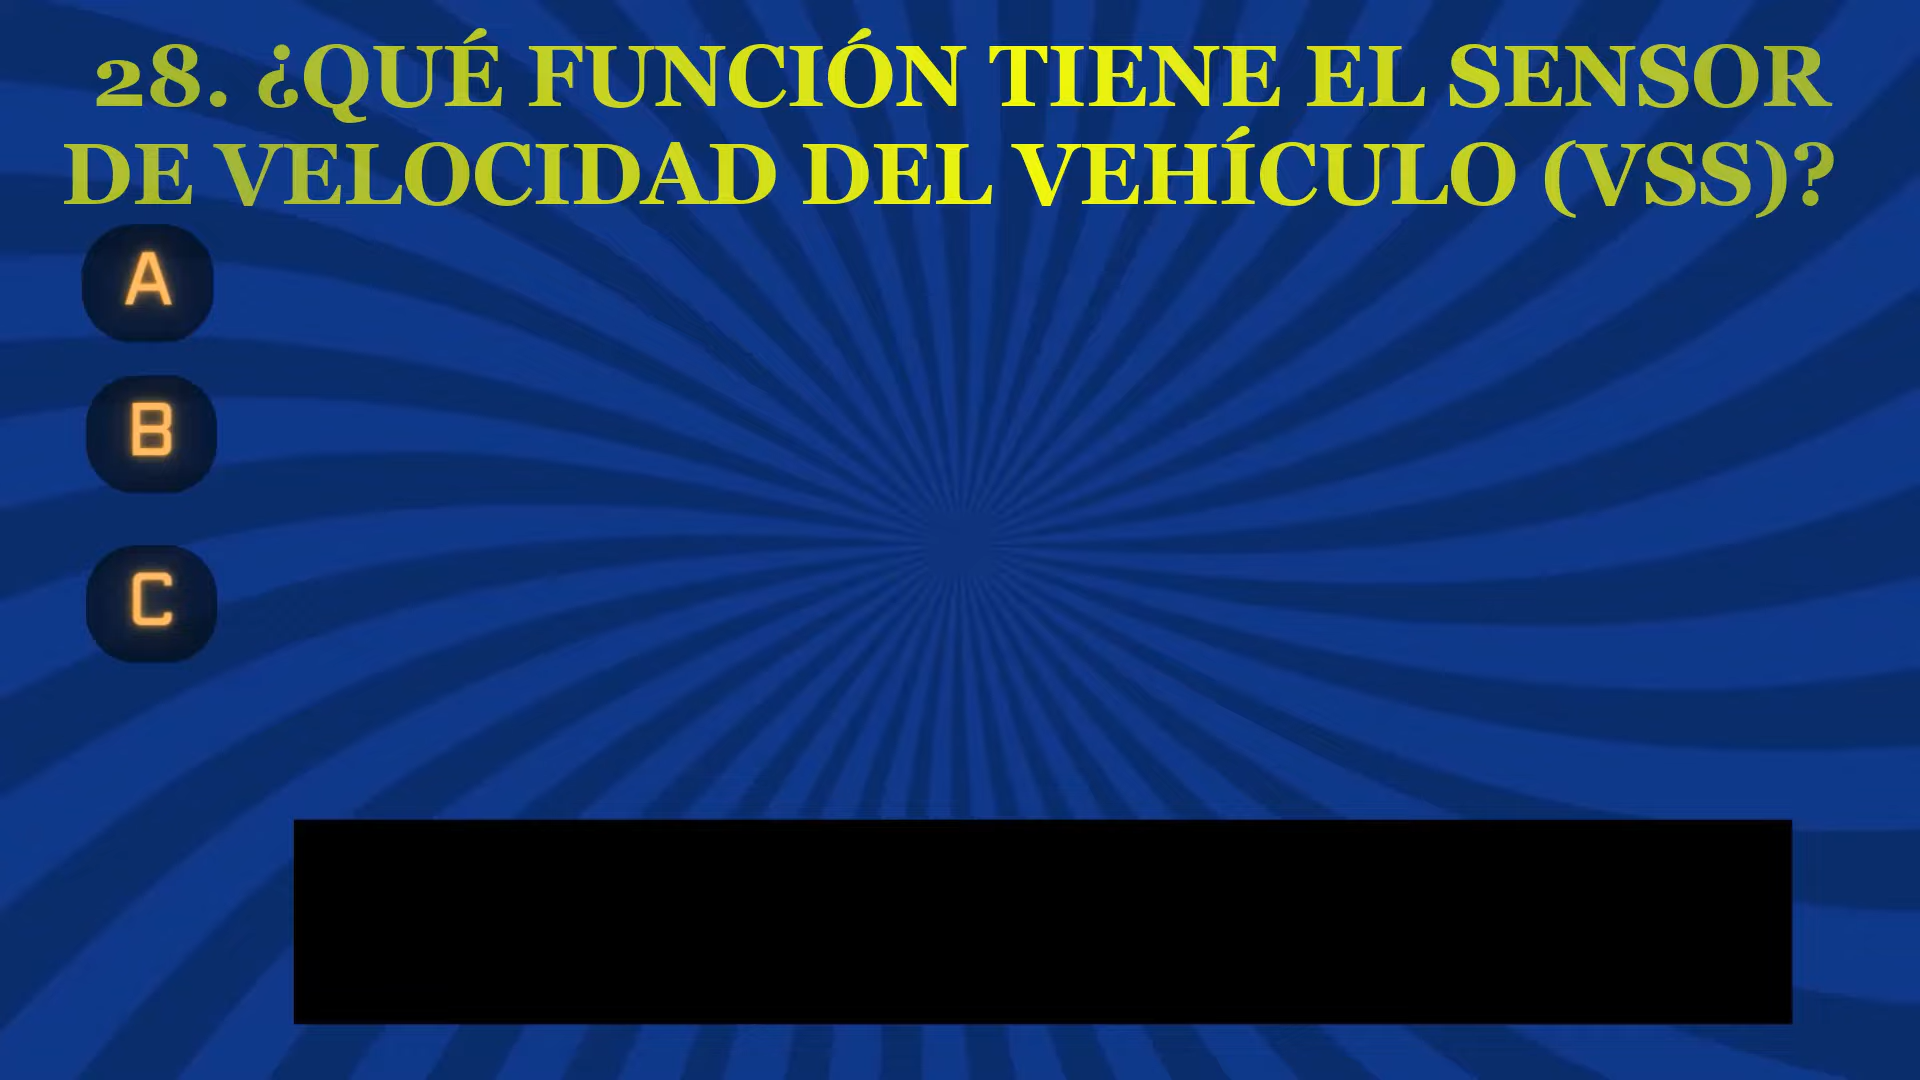 28. ¿QUÉ FUNCIÓN TIENE EL SENSOR
DE VELOCIDAD DEL VEHÍCULO (VSS)?
A
B
C